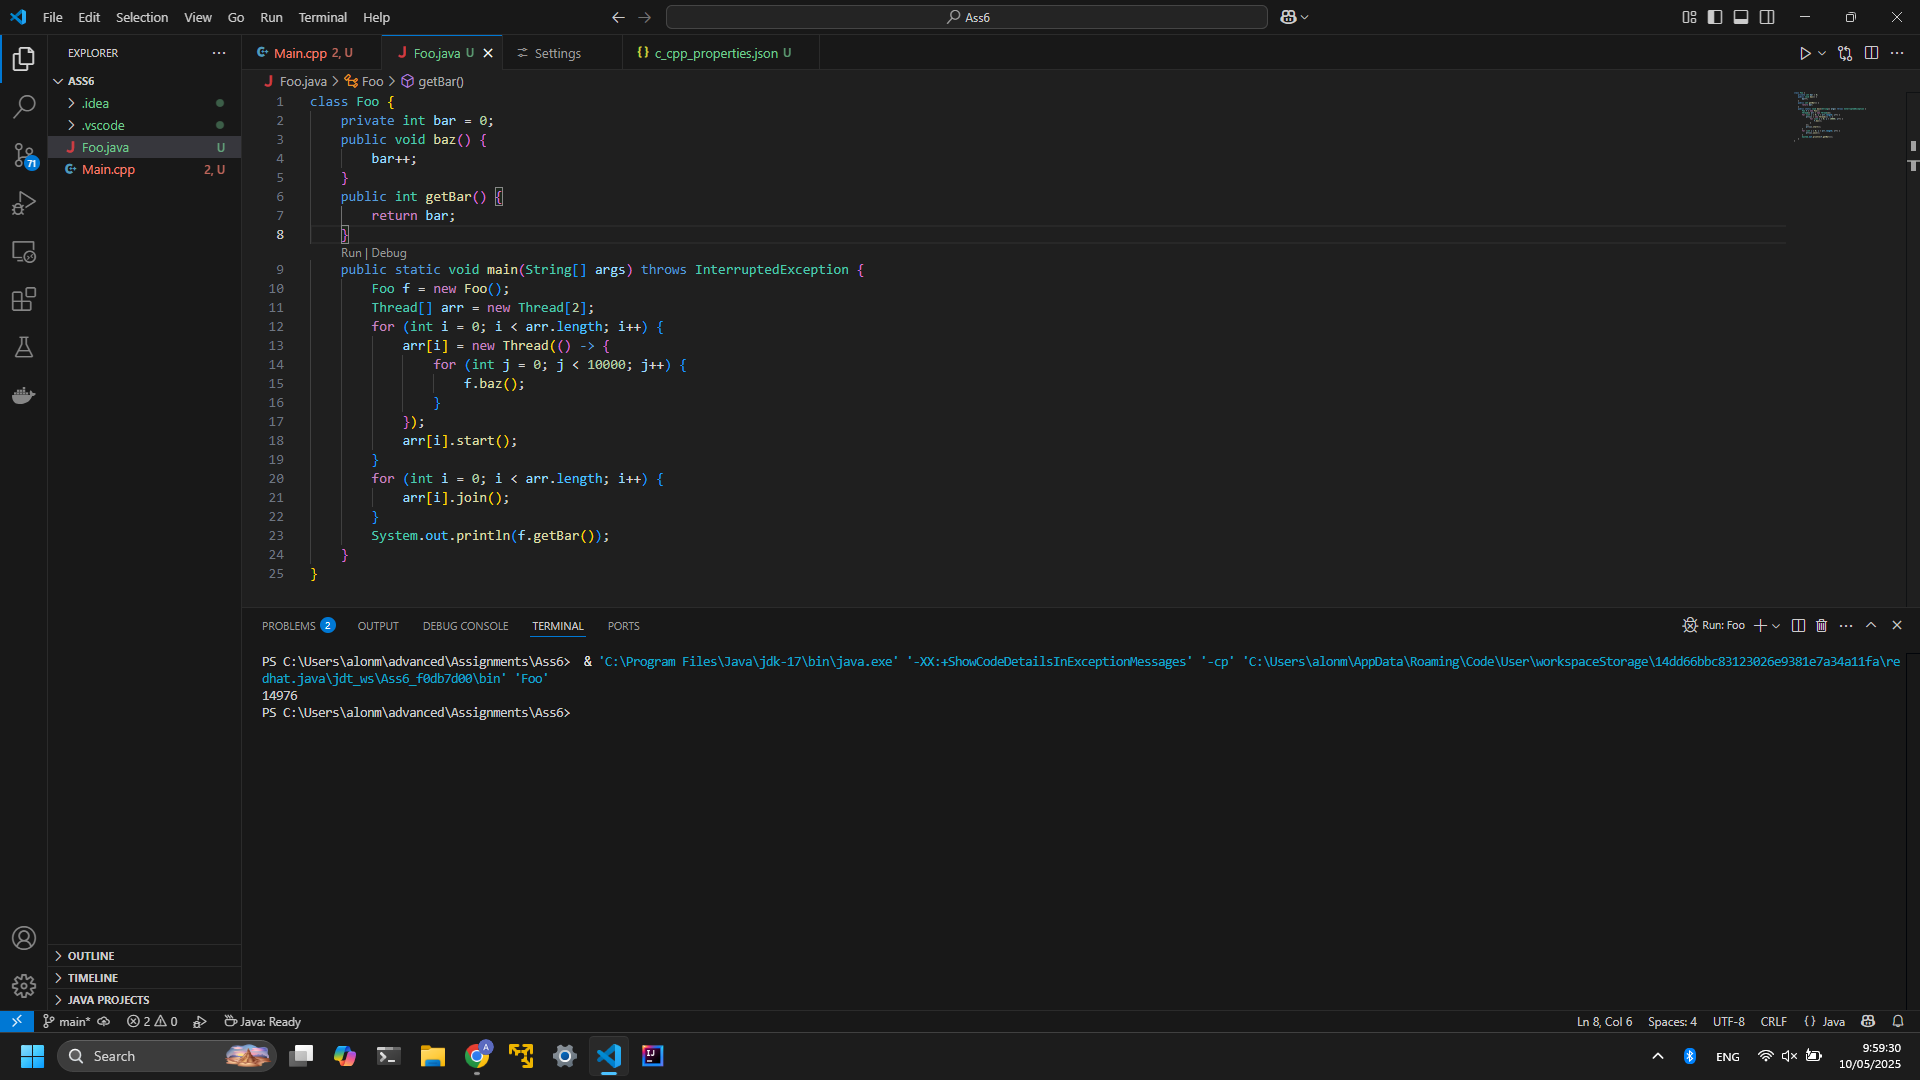 File Edit Selection View Go Run Terminal Help
Ass6
EXPLORER
ASS6
.idea
.vscode
Foo.java U
Main.cpp 2, U
71
OUTLINE
TIMELINE
JAVA PROJECTS
Main.cpp 2, U
Foo.java U
Settings
c_cpp_properties.json U
Foo.java > Foo > getBar()
1 class Foo {
2 private int bar = 0;
3 public void baz() {
4 bar++;
5 }
6 public int getBar() {
7 return bar;
8 }
Run | Debug
9 public static void main(String[] args) throws InterruptedException {
10 Foo f = new Foo();
11 Thread[] arr = new Thread[2];
12 for (int i = 0; i < arr.length; i++) {
13 arr[i] = new Thread(() -> {
14 for (int j = 0; j < 10000; j++) {
15 f.baz();
16 }
17 });
18 arr[i].start();
19 }
20 for (int i = 0; i < arr.length; i++) {
21 arr[i].join();
22 }
23 System.out.println(f.getBar());
24 }
25 }
PROBLEMS 2 OUTPUT DEBUG CONSOLE TERMINAL PORTS
Run: Foo
PS C:\Users\alonm\advanced\Assignments\Ass6> & 'C:\Program Files\Java\jdk-17\bin\java.exe' '-XX:+ShowCodeDetailsInExceptionMessages' '-cp' 'C:\Users\alonm\AppData\Roaming\Code\User\workspaceStorage\14dd66bbc83123026e9381e7a34a11fa\re
dhat.java\jdt_ws\Ass6_f0db7d00\bin' 'Foo'
14976
PS C:\Users\alonm\advanced\Assignments\Ass6>
main* 2 0 Java: Ready
Ln 8, Col 6 Spaces: 4 UTF-8 CRLF {} Java
Search
ENG
9:59:30
10/05/2025